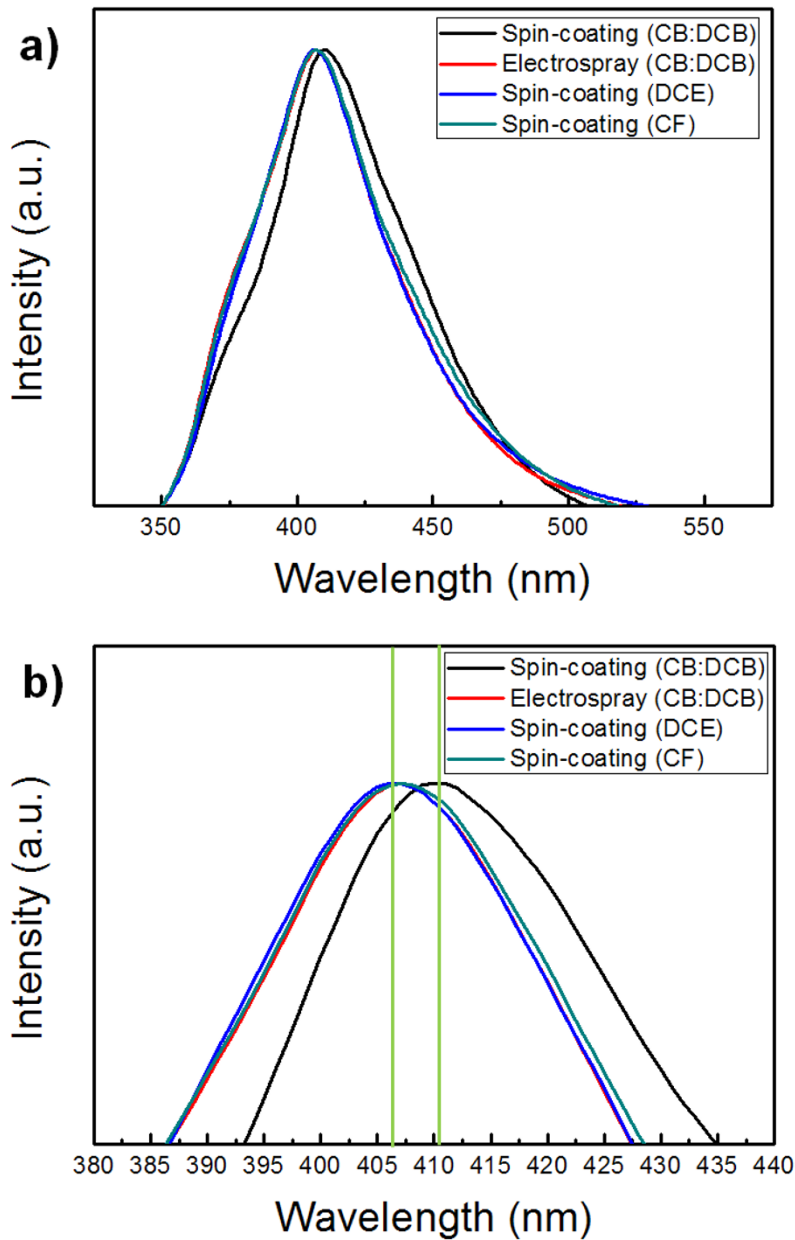 a)
Spin-coating (CB:DCB)
Electrospray (CB:DCB)
Spin-coating (DCE)
Spin-coating (CF)
Intensity (a.u.)
350 400 450 500 550
Wavelength (nm)
b)
Spin-coating (CB:DCB)
Electrospray (CB:DCB)
Spin-coating (DCE)
Spin-coating (CF)
Intensity (a.u.)
380 385 390 395 400 405 410 415 420 425 430 435 440
Wavelength (nm)